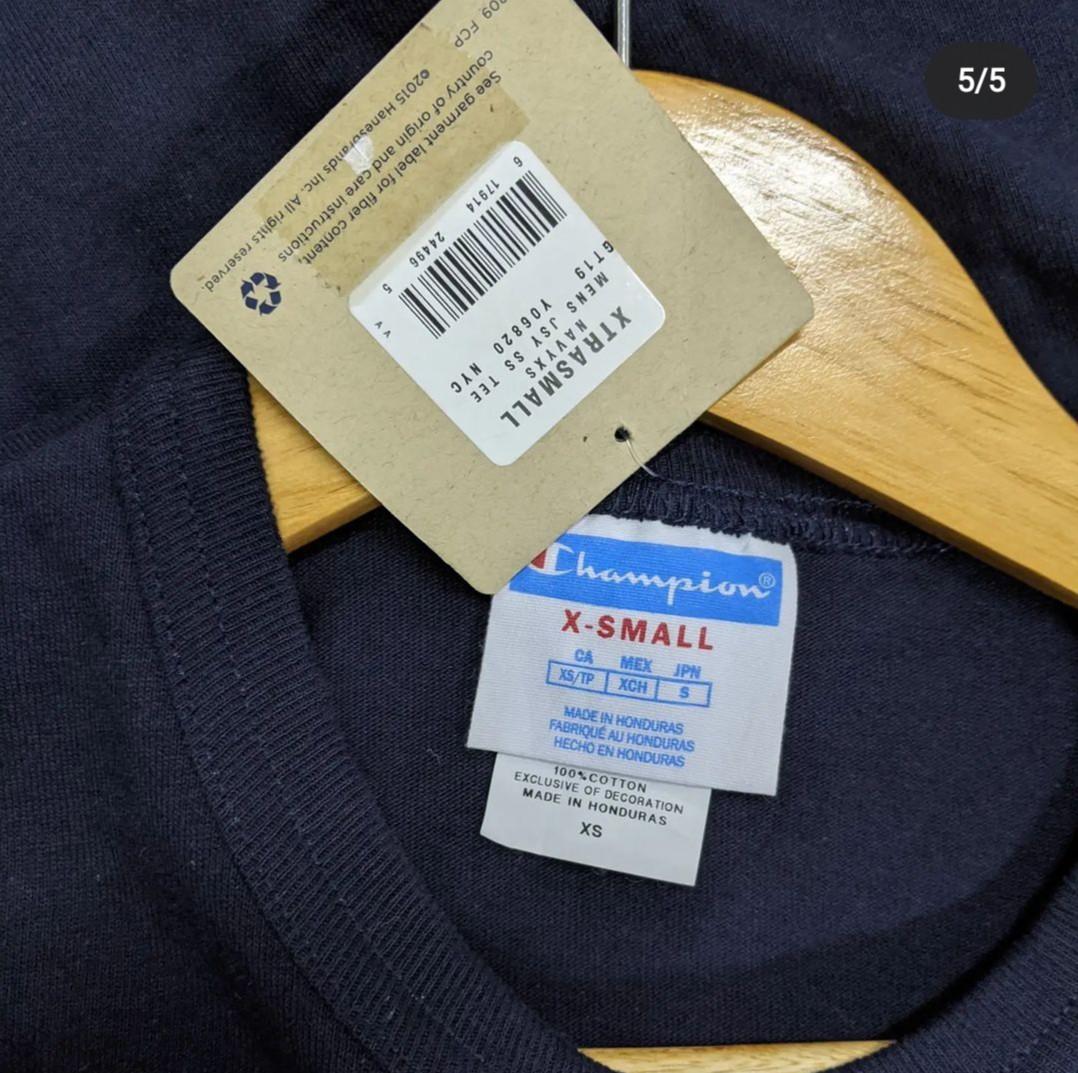 5/5
09 FCP
See garment label for fiber content,
country of origin and care instructions
©2015 Hanesbrands Inc. All rights reserved.
6 17914 24496 5
GT19 Y06820 NYC
MENS JSY SS TEE
NAVYXS
XTRASMALL
Champion®
X-SMALL
CA MEX JPN
XS/TP XCH S
MADE IN HONDURAS
FABRIQUÉ AU HONDURAS
HECHO EN HONDURAS
100% COTTON
EXCLUSIVE OF DECORATION
MADE IN HONDURAS
XS